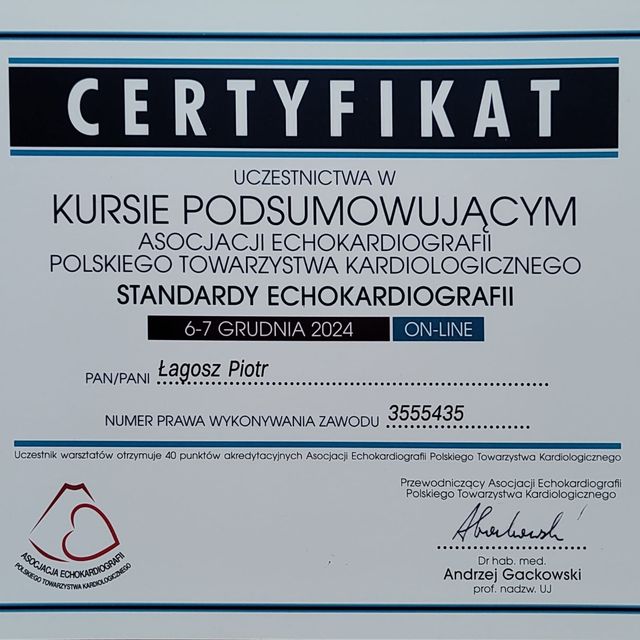 CERTYFIKAT
UCZESTNICTWA W
KURSIE PODSUMOWUJĄCYM
ASOCJACJI ECHOKARDIOGRAFII
POLSKIEGO TOWARZYSTWA KARDIOLOGICZNEGO
STANDARDY ECHOKARDIOGRAFII
6-7 GRUDNIA 2024 ON-LINE
PAN/PANI Łagosz Piotr
NUMER PRAWA WYKONYWANIA ZAWODU 3555435
Uczestnik warsztatów otrzymuje 40 punktów akredytacyjnych Asocjacji Echokardiografii Polskiego Towarzystwa Kardiologicznego
Przewodniczący Asocjacji Echokardiografii
Polskiego Towarzystwa Kardiologicznego
ASOCJACJA ECHOKARDIOGRAFII
POLSKIEGO TOWARZYSTWA KARDIOLOGICZNEGO
Dr hab. med.
Andrzej Gackowski
prof. nadzw. UJ